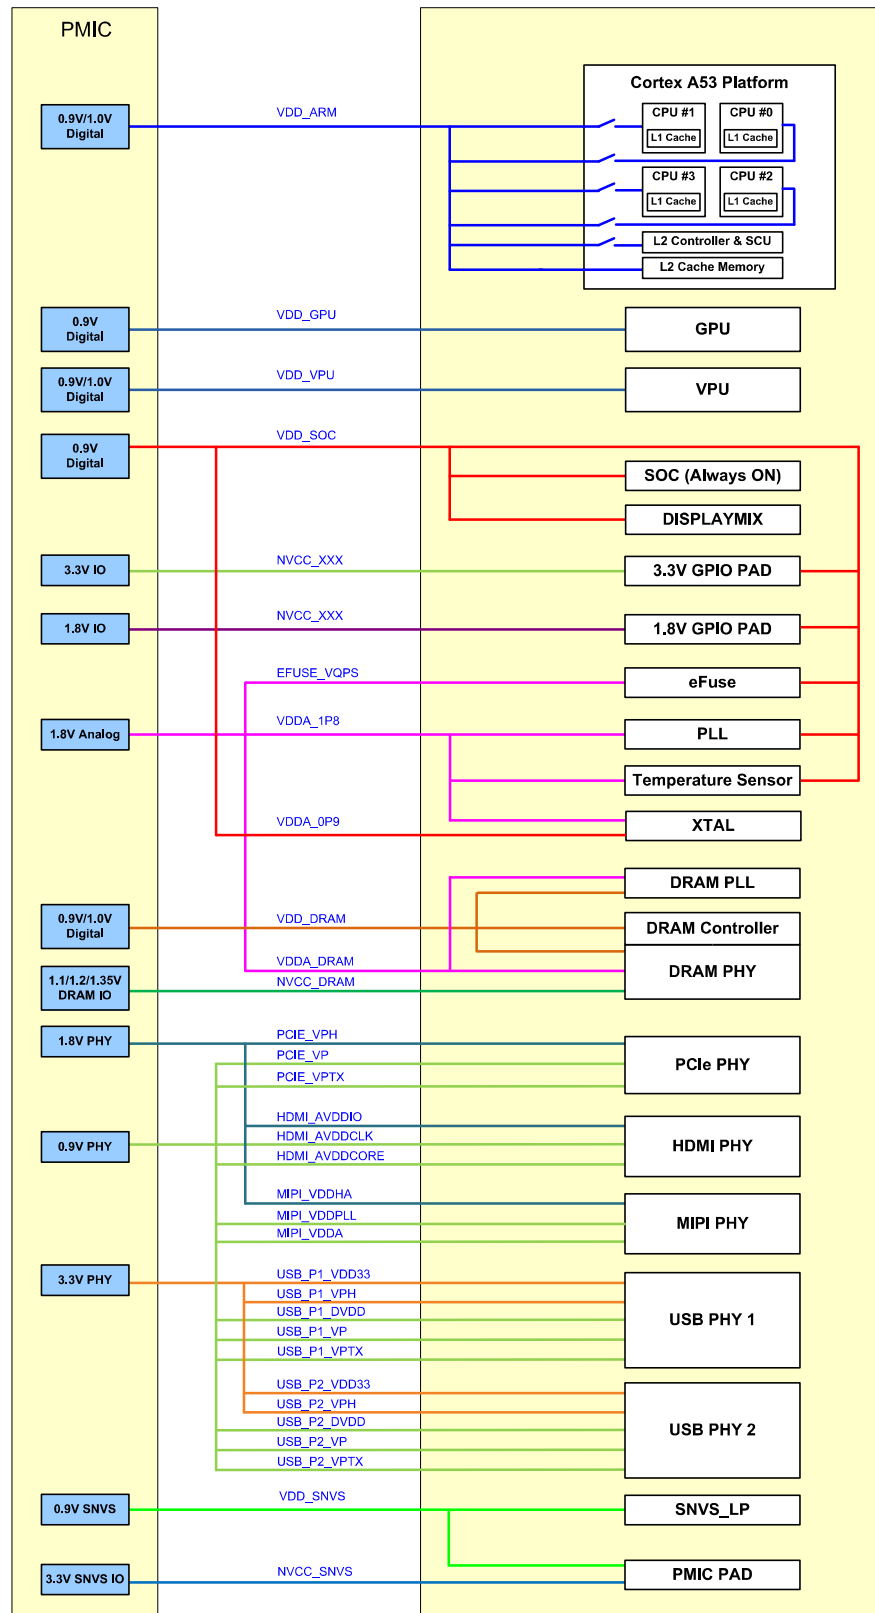 PMIC
Cortex A53 Platform
0.9V/1.0V
Digital
VDD_ARM
CPU #1
CPU #0
L1 Cache
L1 Cache
CPU #3
CPU #2
L1 Cache
L1 Cache
L2 Controller & SCU
L2 Cache Memory
0.9V
Digital
VDD_GPU
GPU
0.9V/1.0V
Digital
VDD_VPU
VPU
0.9V
Digital
VDD_SOC
SOC (Always ON)
DISPLAYMIX
3.3V IO
NVCC_XXX
3.3V GPIO PAD
1.8V IO
NVCC_XXX
1.8V GPIO PAD
EFUSE_VQPS
eFuse
1.8V Analog
VDDA_1P8
PLL
Temperature Sensor
VDDA_0P9
XTAL
DRAM PLL
0.9V/1.0V
Digital
VDD_DRAM
DRAM Controller
VDDA_DRAM
DRAM PHY
1.1/1.2/1.35V
DRAM IO
NVCC_DRAM
1.8V PHY
PCIE_VPH
PCIE_VP
PCIE_VPTX
PCIe PHY
0.9V PHY
HDMI_AVDDIO
HDMI_AVDDCLK
HDMI_AVDDCORE
HDMI PHY
MIPI_VDDHA
MIPI_VDDPLL
MIPI_VDDA
MIPI PHY
3.3V PHY
USB_P1_VDD33
USB_P1_VPH
USB_P1_DVDD
USB_P1_VP
USB_P1_VPTX
USB PHY 1
USB_P2_VDD33
USB_P2_VPH
USB_P2_DVDD
USB_P2_VP
USB_P2_VPTX
USB PHY 2
0.9V SNVS
VDD_SNVS
SNVS_LP
3.3V SNVS IO
NVCC_SNVS
PMIC PAD